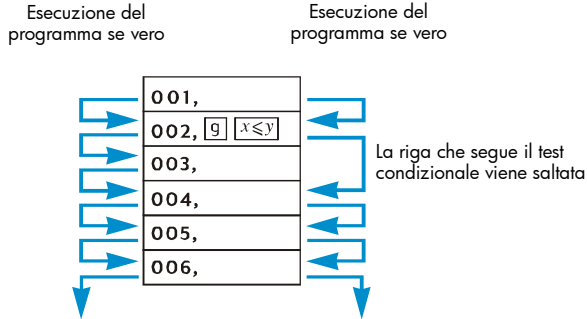 Esecuzione del
programma se vero
Esecuzione del
programma se vero
001,
002, g x≤y
003,
004,
005,
006,
La riga che segue il test
condizionale viene saltata